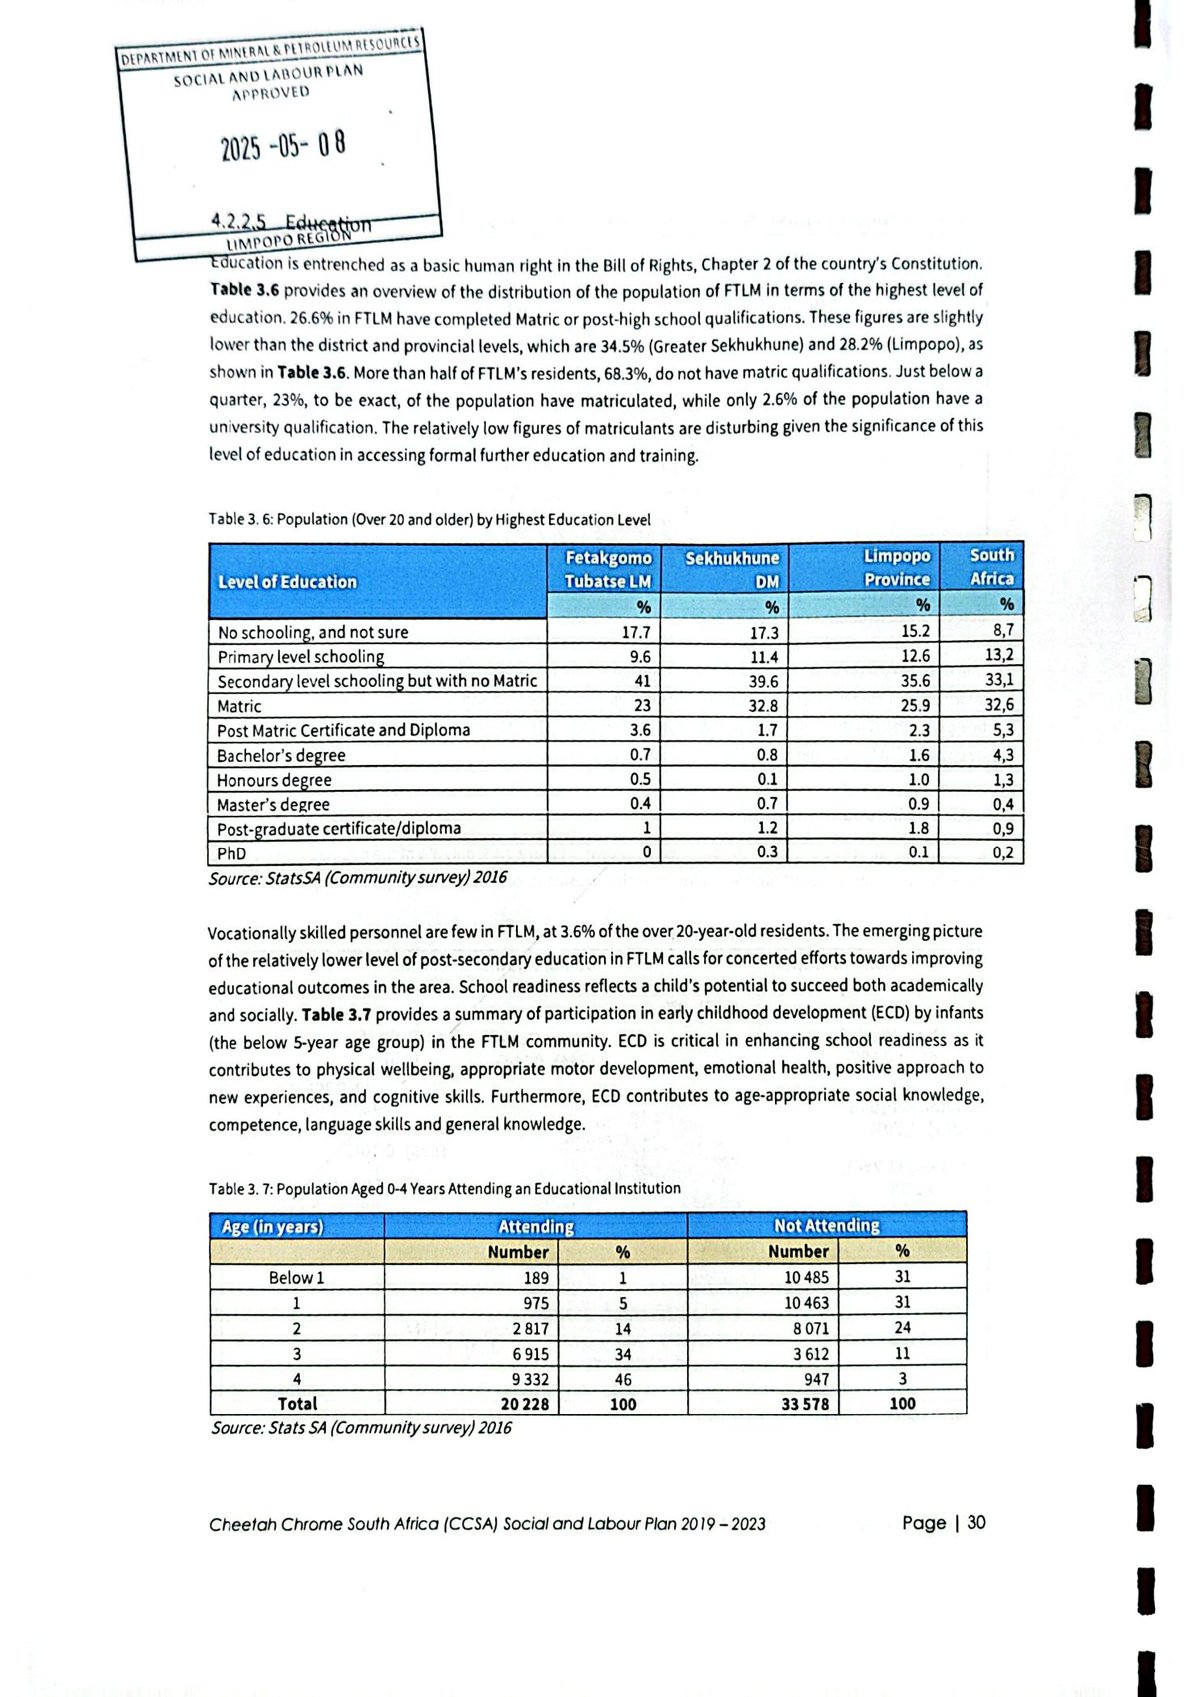 DEPARTMENT OF MINERAL & PETROLEUM RESOURCES
SOCIAL AND LABOUR PLAN
APPROVED
2025 -05- 08
4.2.2.5 Education
LIMPOPO REGION
Education is entrenched as a basic human right in the Bill of Rights, Chapter 2 of the country's Constitution.
Table 3.6 provides an overview of the distribution of the population of FTLM in terms of the highest level of
education. 26.6% in FTLM have completed Matric or post-high school qualifications. These figures are slightly
lower than the district and provincial levels, which are 34.5% (Greater Sekhukhune) and 28.2% (Limpopo), as
shown in Table 3.6. More than half of FTLM's residents, 68.3%, do not have matric qualifications. Just below a
quarter, 23%, to be exact, of the population have matriculated, while only 2.6% of the population have a
university qualification. The relatively low figures of matriculants are disturbing given the significance of this
level of education in accessing formal further education and training.
Table 3. 6: Population (Over 20 and older) by Highest Education Level
Level of Education Fetakgomo Tubatse LM Sekhukhune DM Limpopo Province South Africa
% % % %
No schooling, and not sure 17.7 17.3 15.2 8,7
Primary level schooling 9.6 11.4 12.6 13,2
Secondary level schooling but with no Matric 41 39.6 35.6 33,1
Matric 23 32.8 25.9 32,6
Post Matric Certificate and Diploma 3.6 1.7 2.3 5,3
Bachelor's degree 0.7 0.8 1.6 4,3
Honours degree 0.5 0.1 1.0 1,3
Master's degree 0.4 0.7 0.9 0,4
Post-graduate certificate/diploma 1 1.2 1.8 0,9
PhD 0 0.3 0.1 0,2
Source: StatsSA (Community survey) 2016
Vocationally skilled personnel are few in FTLM, at 3.6% of the over 20-year-old residents. The emerging picture
of the relatively lower level of post-secondary education in FTLM calls for concerted efforts towards improving
educational outcomes in the area. School readiness reflects a child's potential to succeed both academically
and socially. Table 3.7 provides a summary of participation in early childhood development (ECD) by infants
(the below 5-year age group) in the FTLM community. ECD is critical in enhancing school readiness as it
contributes to physical wellbeing, appropriate motor development, emotional health, positive approach to
new experiences, and cognitive skills. Furthermore, ECD contributes to age-appropriate social knowledge,
competence, language skills and general knowledge.
Table 3. 7: Population Aged 0-4 Years Attending an Educational Institution
Age (in years) Attending Not Attending
Number % Number %
Below 1 189 1 10 485 31
1 975 5 10 463 31
2 2 817 14 8 071 24
3 6 915 34 3 612 11
4 9 332 46 947 3
Total 20 228 100 33 578 100
Source: Stats SA (Community survey) 2016
Cheetah Chrome South Africa (CCSA) Social and Labour Plan 2019 – 2023 Page | 30